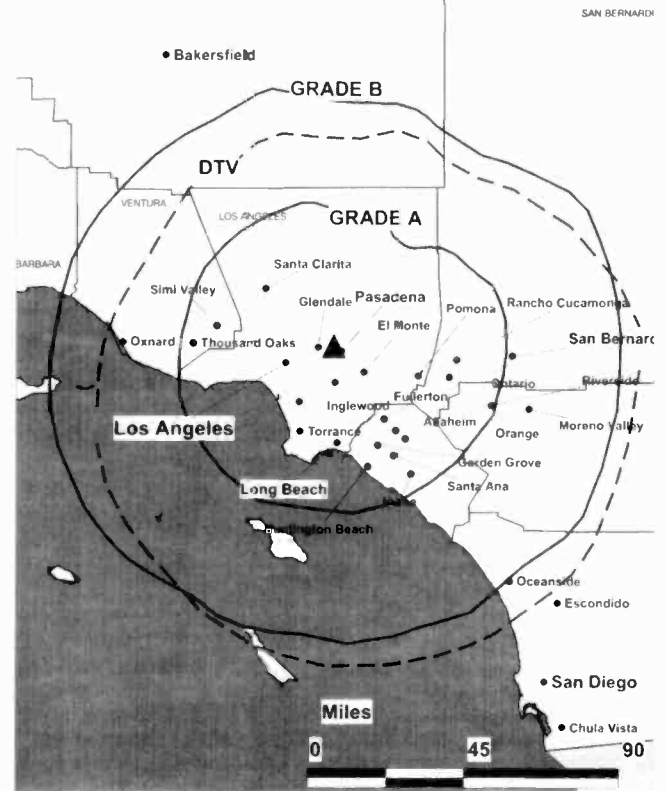 SAN BERNARDI
Bakersfield
GRADE B
DTV
VENTURA
LOS ANGELES
GRADE A
BARBARA
Santa Clarita
Simi Valley
Glendale
Pasadena
Pomona
Rancho Cucamonga
El Monte
Oxnard
Thousand Oaks
San Bernard
Ontario
Riverside
Fullerton
Inglewood
Los Angeles
Anaheim
Moreno Valley
Torrance
Orange
Garden Grove
Long Beach
Santa Ana
Huntington Beach
Oceanside
Escondido
San Diego
Miles
Chula Vista
0 45 90